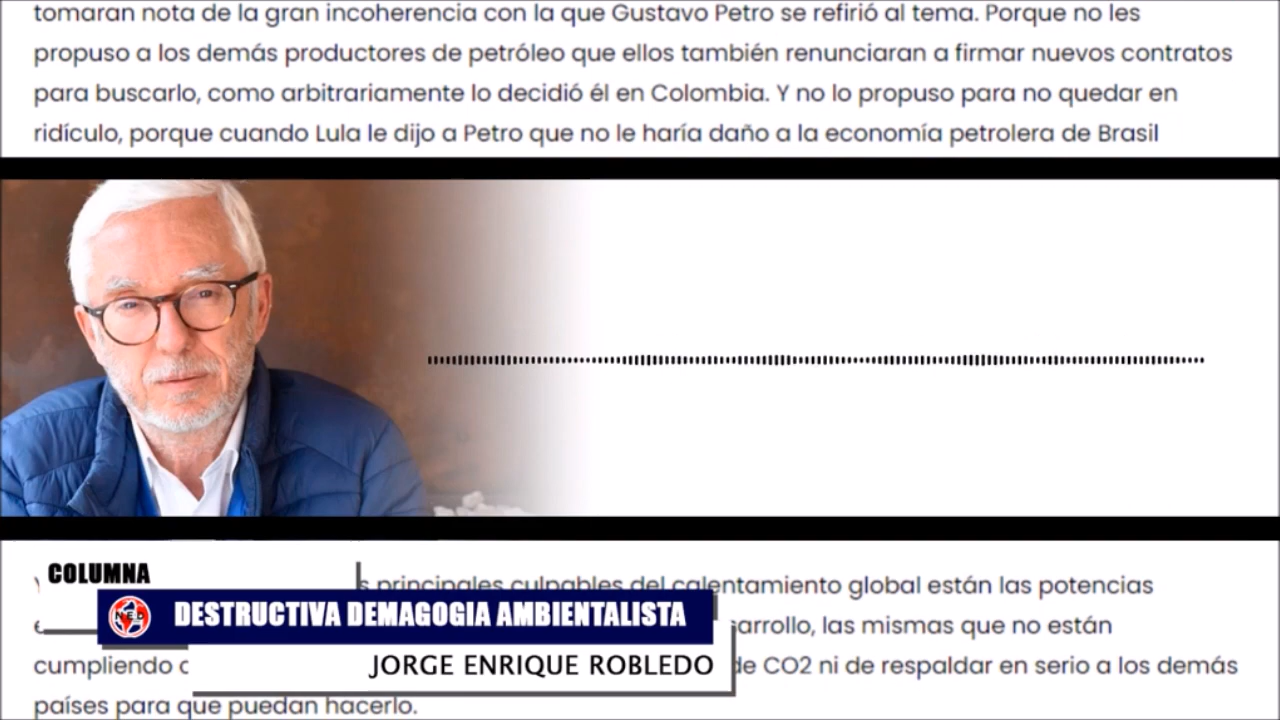 tomaran nota de la gran incoherencia con la que Gustavo Petro se refirió al tema. Porque no les
propuso a los demás productores de petróleo que ellos también renunciaran a firmar nuevos contratos
para buscarlo, como arbitrariamente lo decidió él en Colombia. Y no lo propuso para no quedar en
ridículo, porque cuando Lula le dijo a Petro que no le haría daño a la economía petrolera de Brasil
COLUMNA
principales culpables del calentamiento global están las potencias
DESTRUCTIVA DEMAGOGIA AMBIENTALISTA
sarrollo, las mismas que no están
JORGE ENRIQUE ROBLEDO
cumpliendo
de CO2 ni de respaldar en serio a los demás
países para que puedan hacerlo.